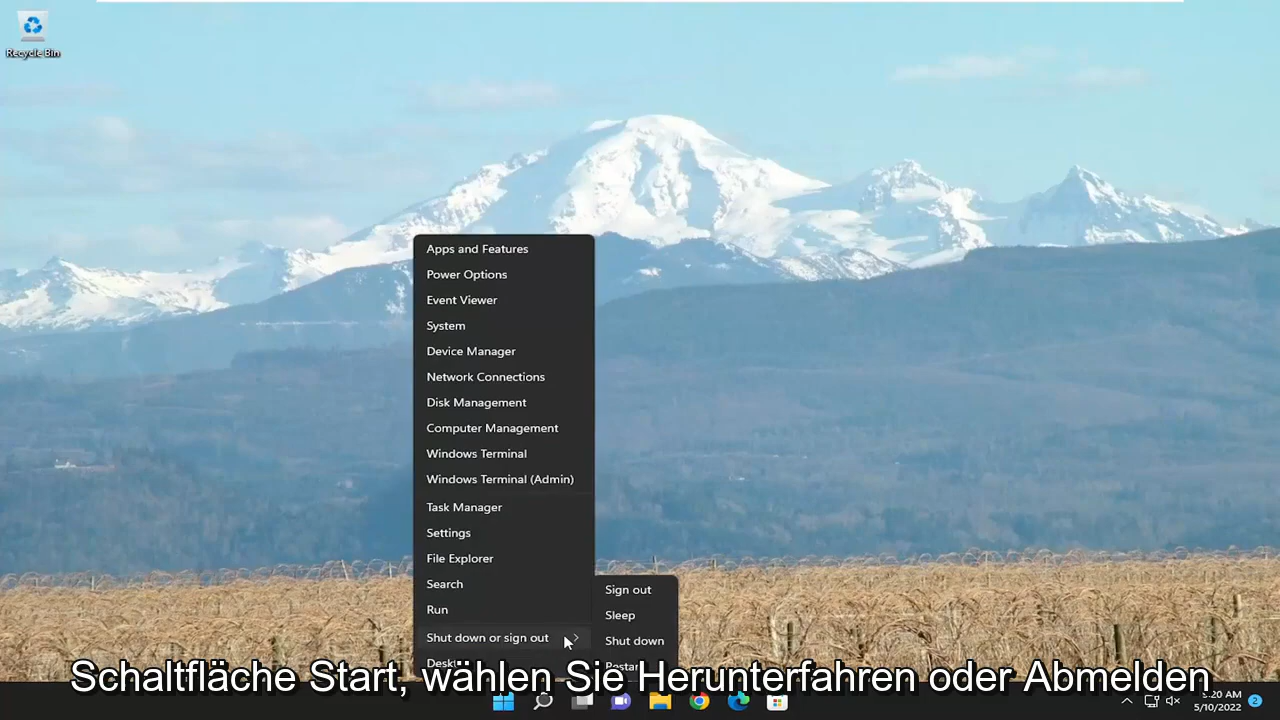 Recycle Bin
Apps and Features
Power Options
Event Viewer
System
Device Manager
Network Connections
Disk Management
Computer Management
Windows Terminal
Windows Terminal (Admin)
Task Manager
Settings
File Explorer
Search
Run
Shut down or sign out
Sign out
Sleep
Shut down
Schaltfläche Start, wählen Sie Herunterfahren oder Abmelden
5/10/2022
2